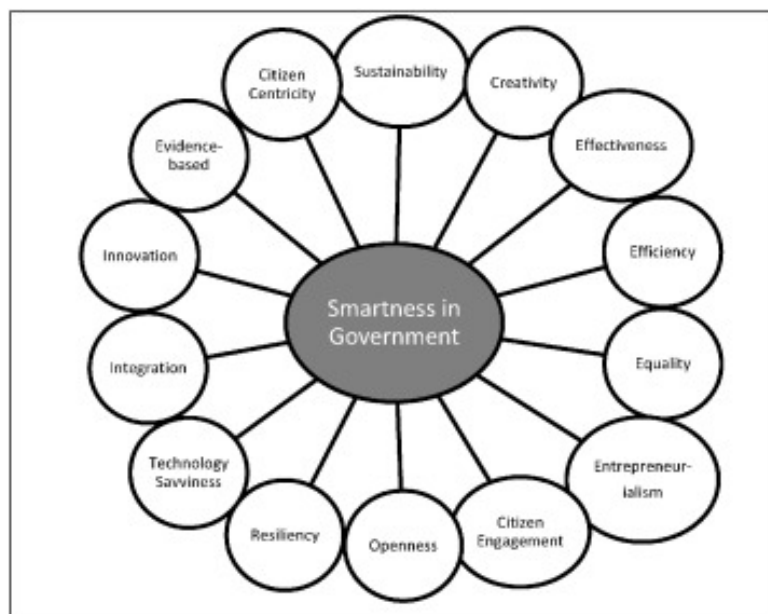 Sustainability
Citizen
Centricity
Creativity
Evidence-
based
Effectiveness
Innovation
Efficiency
Smartness in
Government
Integration
Equality
Technology
Savviness
Entrepreneur-
ialism
Resiliency
Openness
Citizen
Engagement